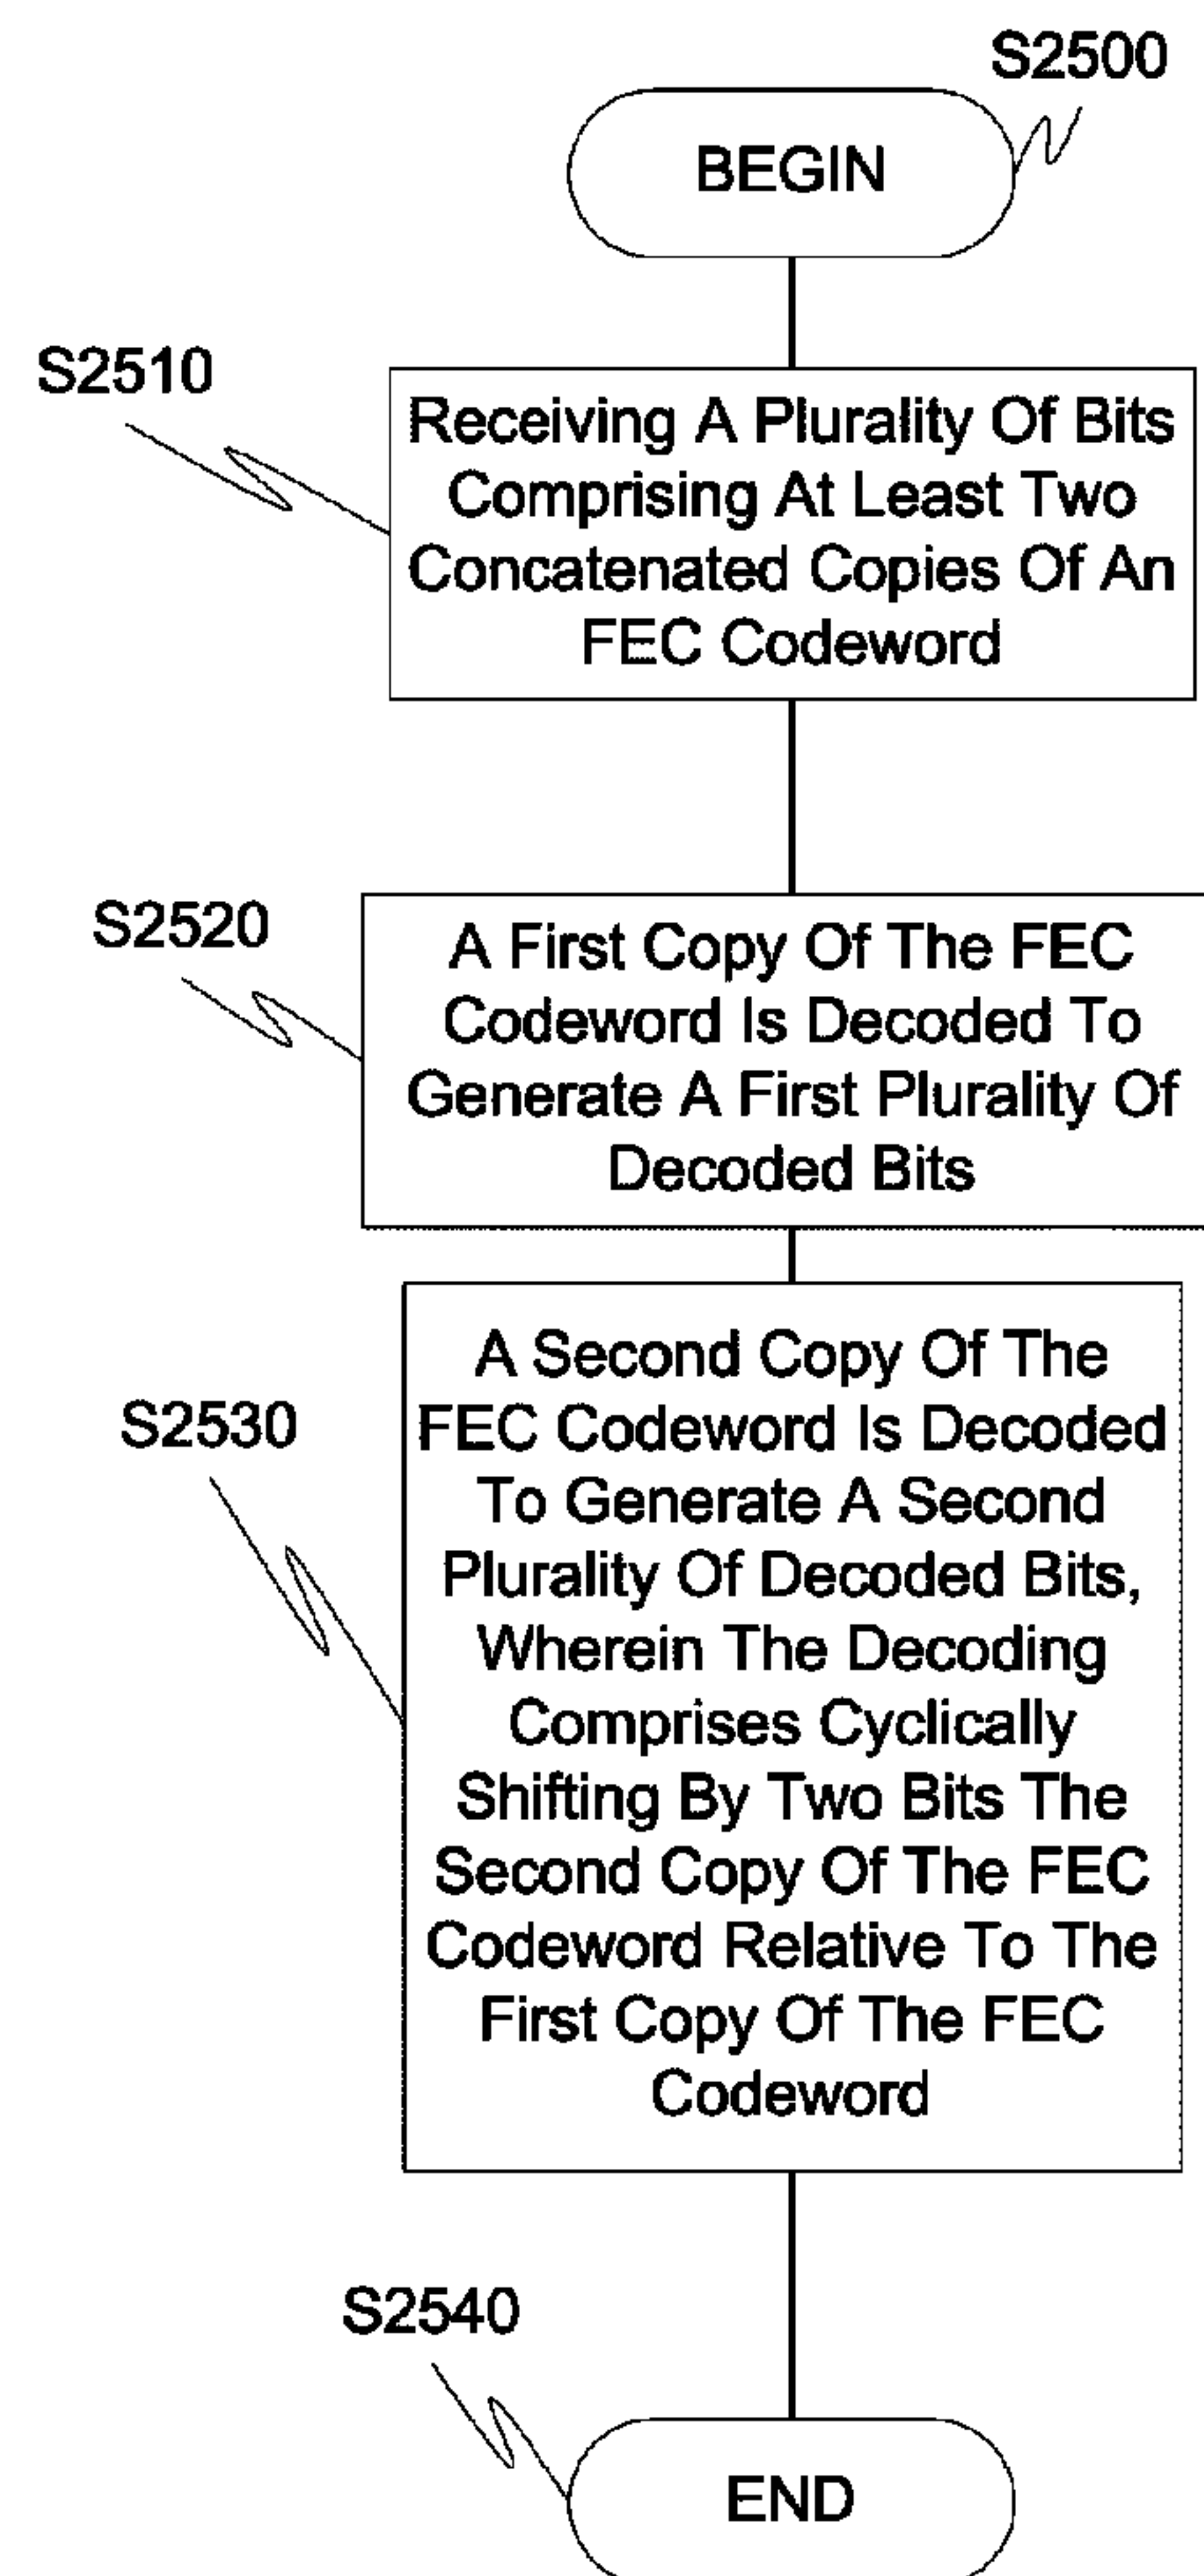 S2500
BEGIN
S2510
Receiving A Plurality Of Bits
Comprising At Least Two
Concatenated Copies Of An
FEC Codeword
S2520
A First Copy Of The FEC
Codeword Is Decoded To
Generate A First Plurality Of
Decoded Bits
S2530
A Second Copy Of The
FEC Codeword Is Decoded
To Generate A Second
Plurality Of Decoded Bits,
Wherein The Decoding
Comprises Cyclically
Shifting By Two Bits The
Second Copy Of The FEC
Codeword Relative To The
First Copy Of The FEC
Codeword
S2540
END